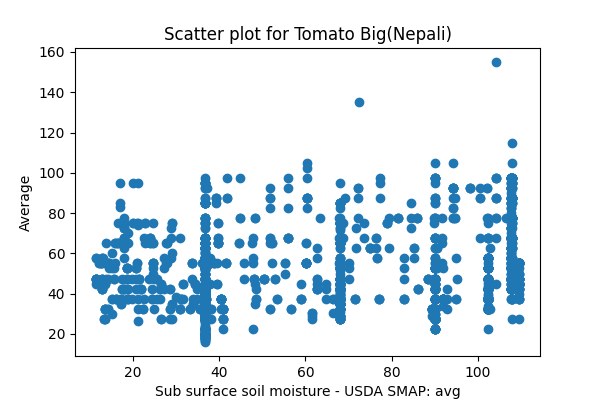 Scatter plot for Tomato Big(Nepali)
160
140
120
100
80
60
40
20
Average
20 40 60 80 100
Sub surface soil moisture - USDA SMAP: avg